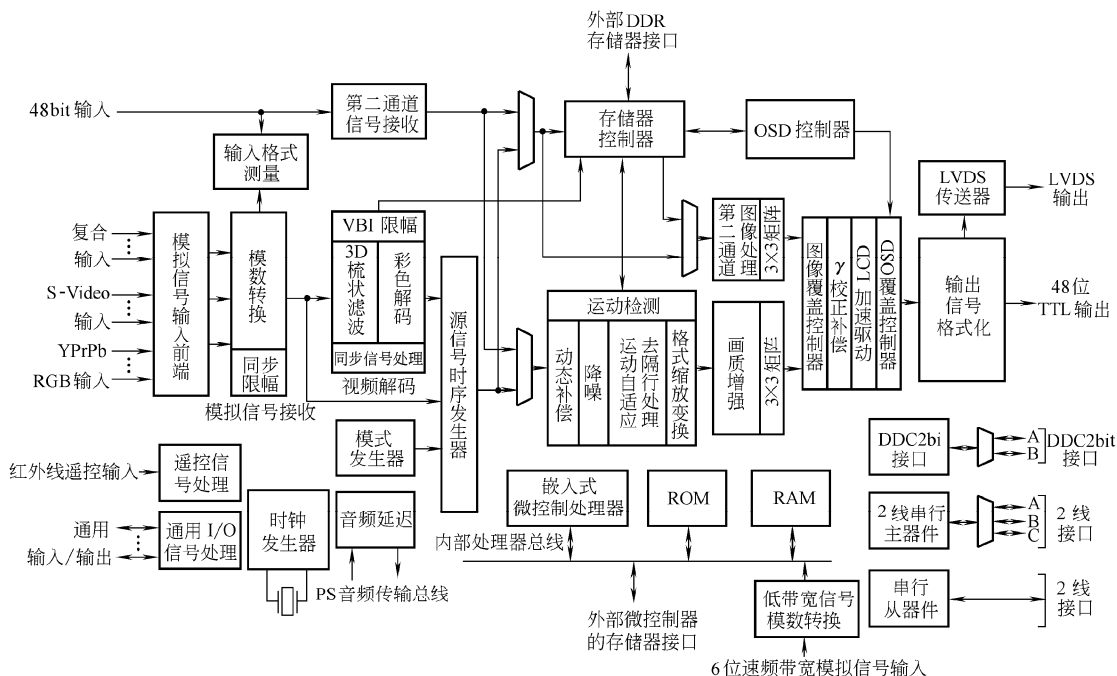 外部DDR
存储器接口
48bit 输入
第二通道
信号接收
存储器
控制器
OSD 控制器
输入格式
测量
LVDS
传送器
LVDS
输出
复合
输入
S-Video
输入
YPrPb
RGB 输入
模拟信号输入前端
模数转换
同步
限幅
模拟信号接收
VBI 限幅
3D梳状滤波
彩色解码
同步信号处理
视频解码
源信号时序发生器
第二通道
图像处理
3×3矩阵
运动检测
动态补偿
降噪
运动自适应
去隔行处理
格式缩放变换
画质增强
3×3矩阵
图像覆盖控制器
γ校正补偿
LCD加速驱动
OSD覆盖控制器
输出
信号
格式化
48位
TTL 输出
模式
发生器
红外线遥控输入
遥控信
号处理
通用
输入/输出
通用 I/O
信号处理
时钟
发生器
音频延迟
PS音频传输总线
嵌入式
微控制处理器
ROM
RAM
内部处理器总线
外部微控制器
的存储器接口
低带宽信号
模数转换
6位速频带宽模拟信号输入
DDC2bi
接口
A
B
DDC2bit
接口
2线串行
主器件
A
B
C
2线
接口
串行
从器件
2线
接口